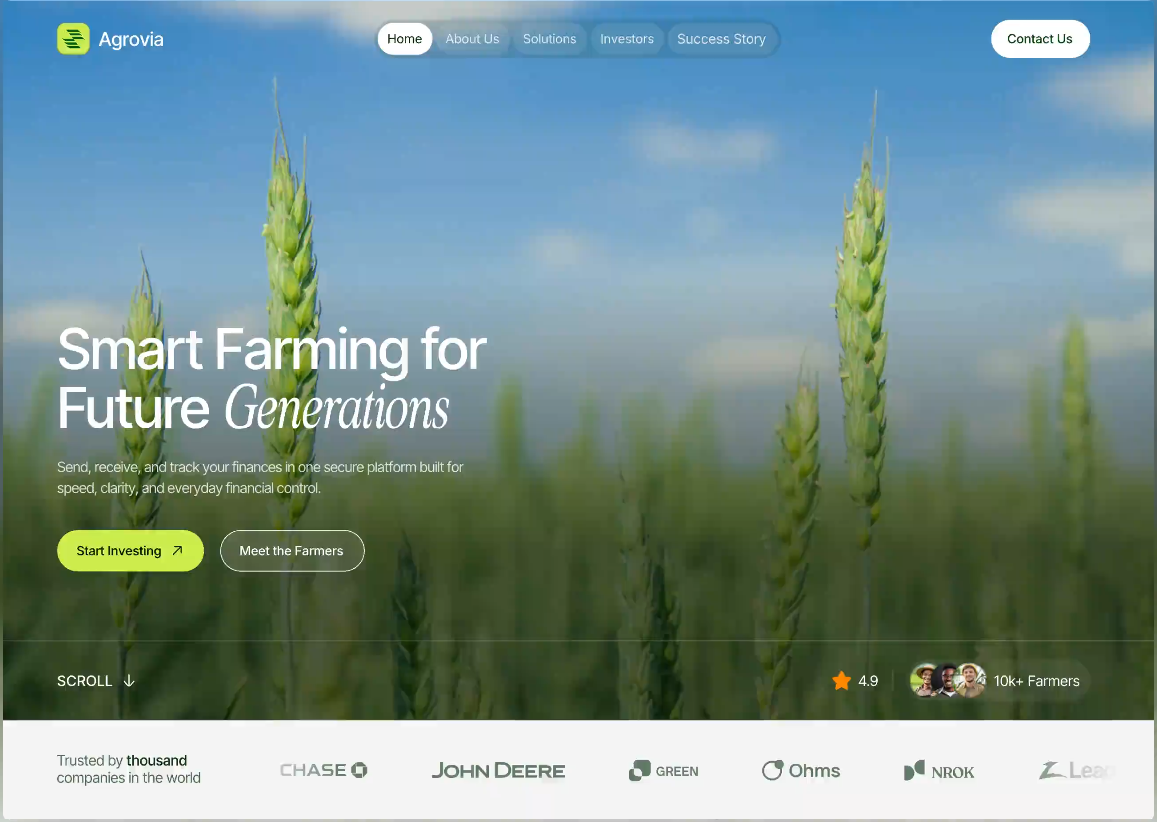 Agrovia
Home
About Us
Solutions
Investors
Success Story
Contact Us
Smart Farming for
Future Generations
Send, receive, and track your finances in one secure platform built for
speed, clarity, and everyday financial control.
Start Investing
Meet the Farmers
SCROLL
4.9
10k+ Farmers
Trusted by thousand
companies in the world
CHASE
JOHN DEERE
GREEN
Ohms
NROK